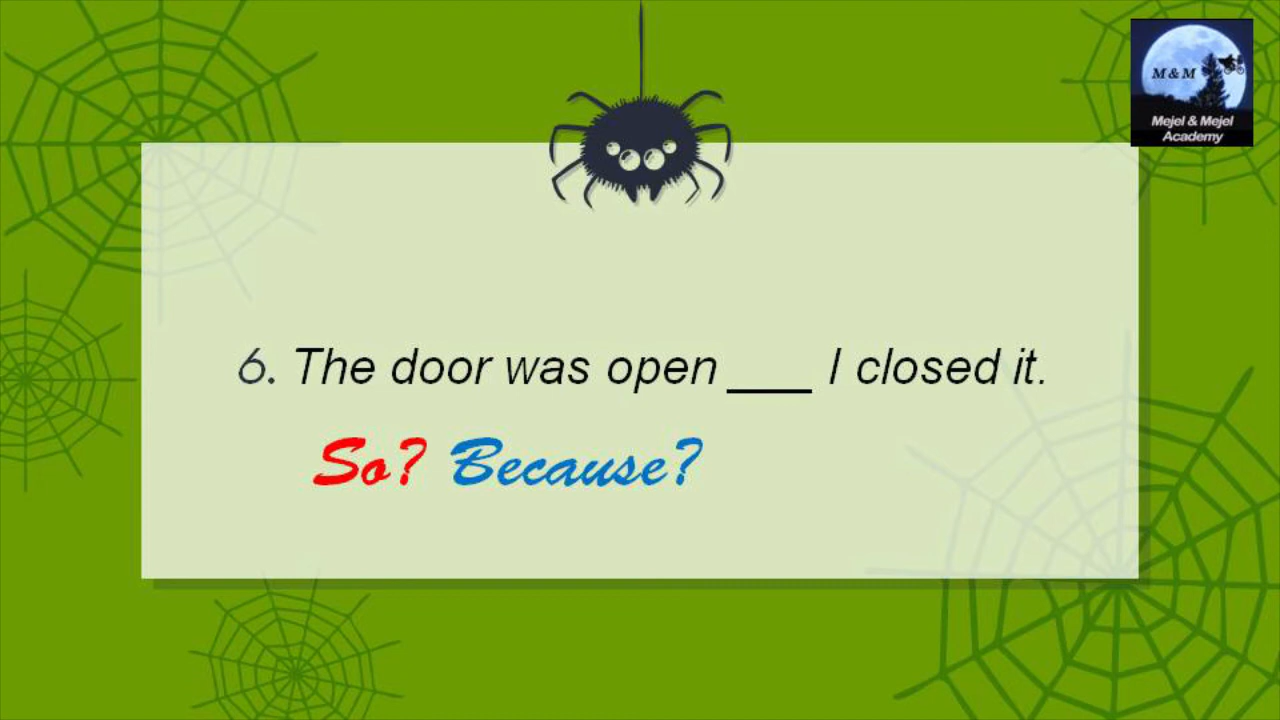 M & M
Mejel & Mejel
Academy
6. The door was open ___ I closed it.
So? Because?